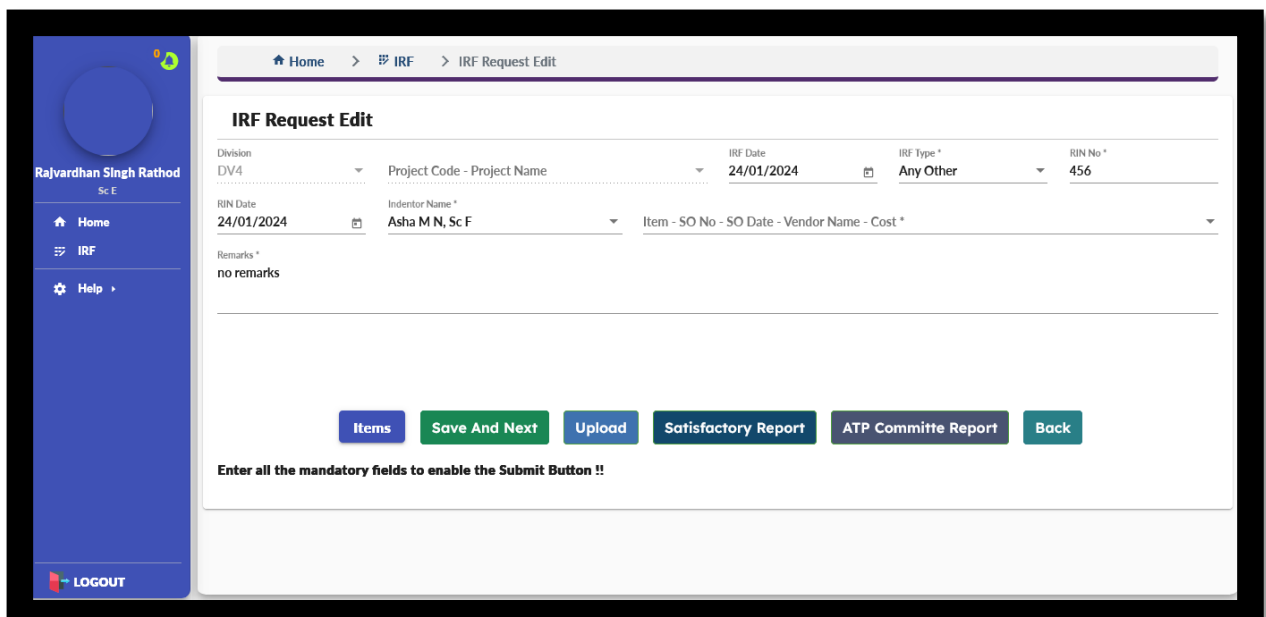 0
Rajvardhan Singh Rathod
Sc E
Home
IRF
Help
LOGOUT
Home > IRF > IRF Request Edit
IRF Request Edit
Division
DV4
Project Code - Project Name
IRF Date
24/01/2024
IRF Type *
Any Other
RIN No *
456
RIN Date
24/01/2024
Indentor Name *
Asha M N, Sc F
Item - SO No - SO Date - Vendor Name - Cost *
Remarks *
no remarks
Items
Save And Next
Upload
Satisfactory Report
ATP Committe Report
Back
Enter all the mandatory fields to enable the Submit Button !!